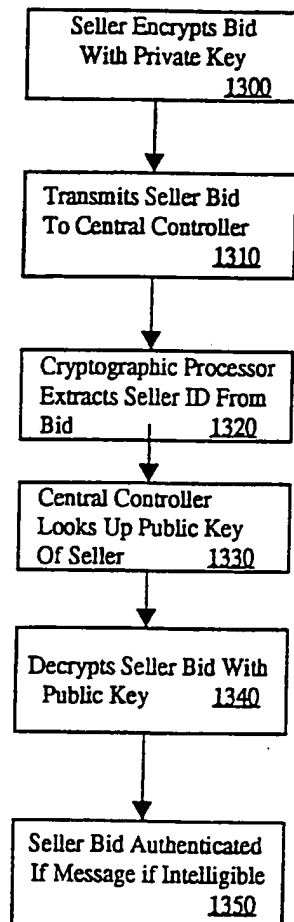 Seller Encrypts Bid
With Private Key
1300
Transmits Seller Bid
To Central Controller
1310
Cryptographic Processor
Extracts Seller ID From
Bid 1320
Central Controller
Looks Up Public Key
Of Seller 1330
Decrypts Seller Bid With
Public Key 1340
Seller Bid Authenticated
If Message if Intelligible
1350